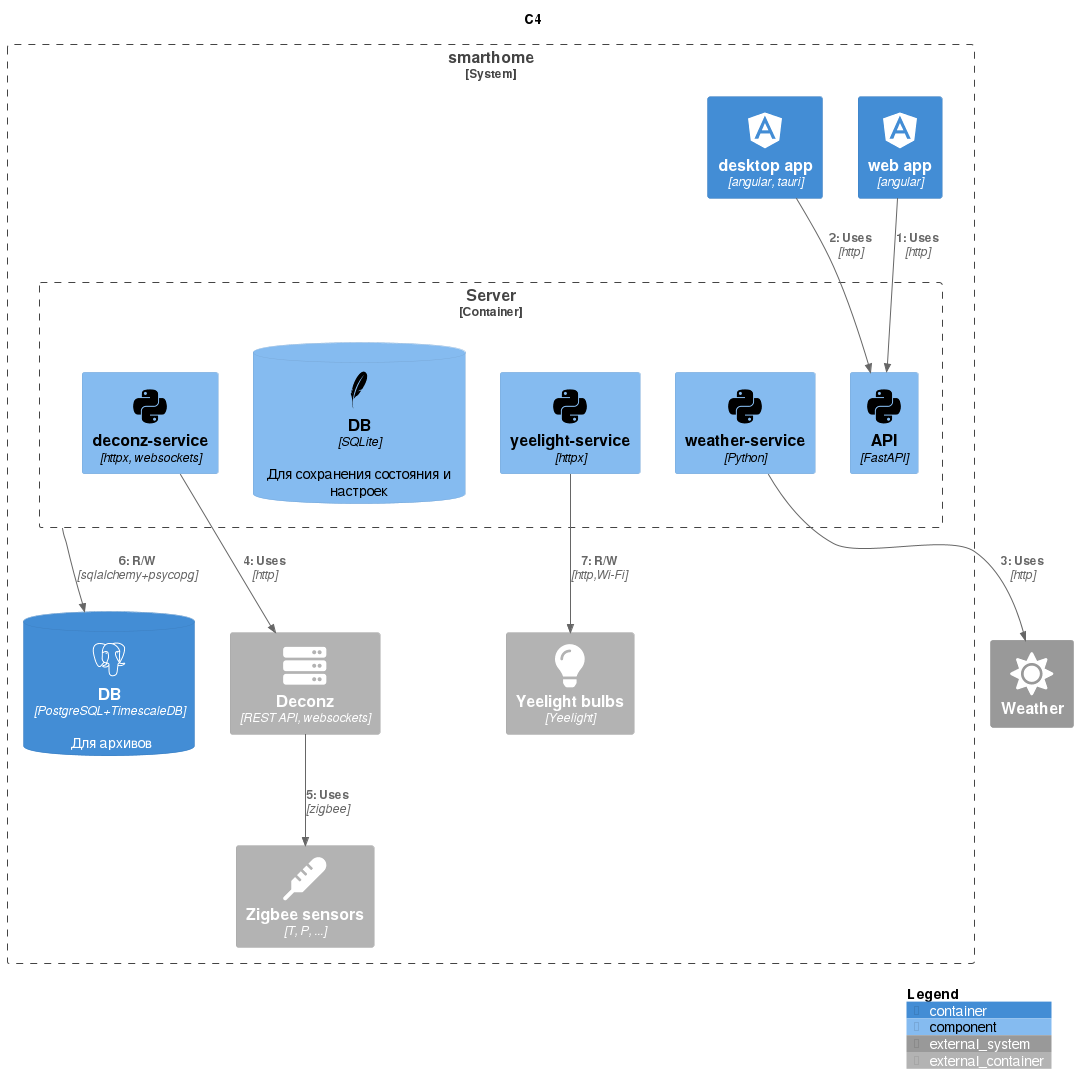 C4
smarthome
[System]
desktop app
[angular, tauri]
web app
[angular]
2: Uses
[http]
1: Uses
[http]
Server
[Container]
deconz-service
[httpx, websockets]
DB
[SQLite]
Для сохранения состояния и
настроек
yeelight-service
[httpx]
weather-service
[Python]
API
[FastAPI]
6: R/W
[sqlalchemy+psycopg]
4: Uses
[http]
7: R/W
[http,Wi-Fi]
3: Uses
[http]
DB
[PostgreSQL+TimescaleDB]
Для архивов
Deconz
[REST API, websockets]
Yeelight bulbs
[Yeelight]
Weather
5: Uses
[zigbee]
Zigbee sensors
[T, P, ...]
Legend
container
component
external_system
external_container